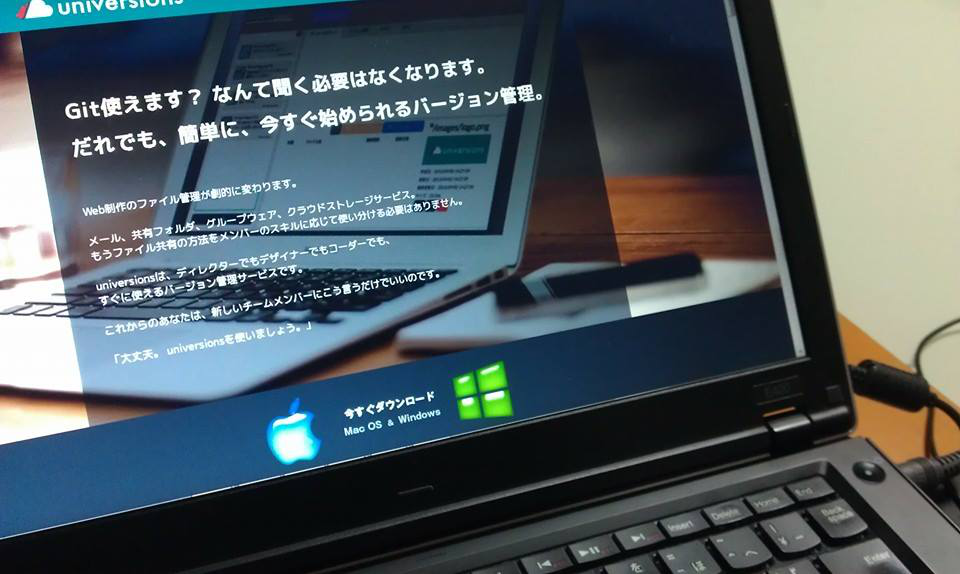 universions
Git使えます？ なんて聞く必要はなくなります。
だれでも、簡単に、今すぐ始められるバージョン管理。
/images/logo.png
universions
Web制作のファイル管理が劇的に変わります。
メール、共有フォルダ、グループウェア、クラウドストレージサービス。
もうファイル共有の方法をメンバーのスキルに応じて使い分ける必要はありません。
universionsは、ディレクターでもデザイナーでもコーダーでも、
すぐに使えるバージョン管理サービスです。
これからのあなたは、新しいチームメンバーにこう言うだけでいいのです。
「大丈夫。 universionsを使いましょう。」
今すぐダウンロード
Mac OS & Windows
E420
Insert
Delete
Home
End
Back
space
Enter